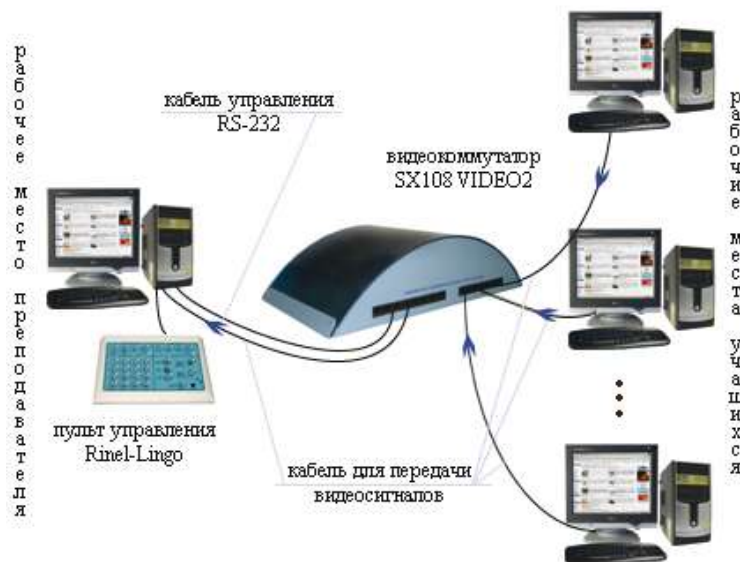 рабочее место преподавателя
кабель управления
RS-232
видеокоммутатор
SX108 VIDEO2
рабочие места учащихся
пульт управления
Rinel-Lingo
кабель для передачи
видеосигналов